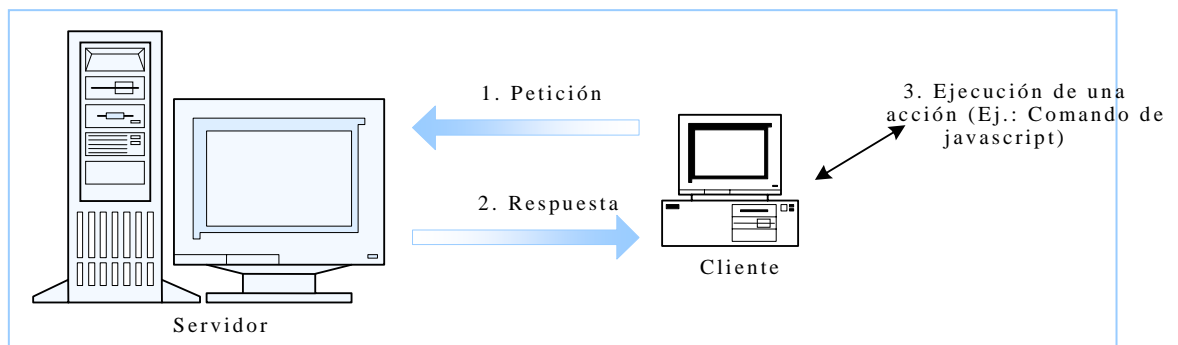 1. Petición
3. Ejecución de una
acción (Ej.: Comando de
javascript)
2. Respuesta
Cliente
Servidor